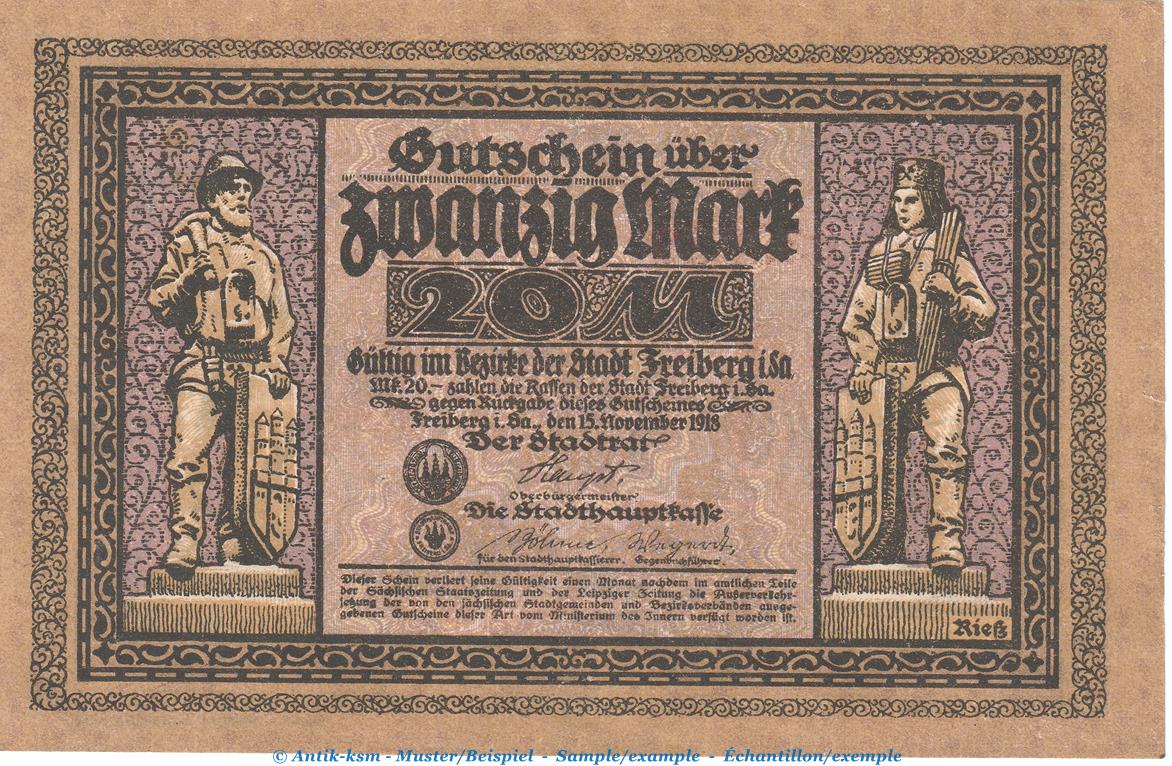 Gutschein über
zwanzig Mark
20 M
Gültig im Bezirke der Stadt Freiberg i Sa.
Mk. 20.— zahlen die Kassen der Stadt Freiberg i. Sa.
gegen Rückgabe dieses Gutscheines
Freiberg i. Sa., den 15. November 1918
Der Stadtrat
Haupt.
Oberbürgermeister
Die Stadthauptkasse
Böhme
für den Stadthauptkassierer. Gegenbuchführer.
Dieser Schein verliert seine Gültigkeit einen Monat nachdem im amtlichen Teile
der Sächsischen Staatszeitung und der Leipziger Zeitung die Außerverkehr-
setzung der von den sächsischen Stadtgemeinden und Bezirksverbänden ausge-
gebenen Gutscheine dieser Art vom Ministerium des Innern verfügt worden ist.
Rieß
© Antik-ksm - Muster/Beispiel - Sample/example - Échantillon/exemple